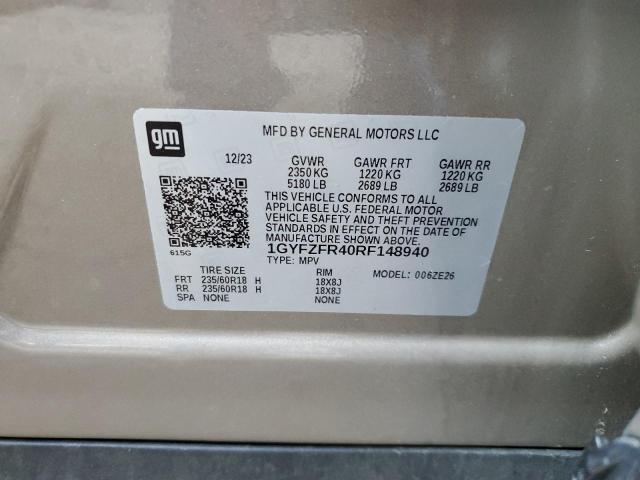 gm
MFD BY GENERAL MOTORS LLC
12/23 GVWR GAWR FRT GAWR RR
2350 KG 1220 KG 1220 KG
5180 LB 2689 LB 2689 LB
THIS VEHICLE CONFORMS TO ALL
APPLICABLE U.S. FEDERAL MOTOR
VEHICLE SAFETY AND THEFT PREVENTION
STANDARDS IN EFFECT ON THE DATE OF
MANUFACTURE SHOWN ABOVE.
615G 1GYFZFR40RF148940
TYPE: MPV MODEL: 006ZE26
TIRE SIZE RIM
FRT 235/60R18 H 18X8J
RR 235/60R18 H 18X8J
SPA NONE NONE